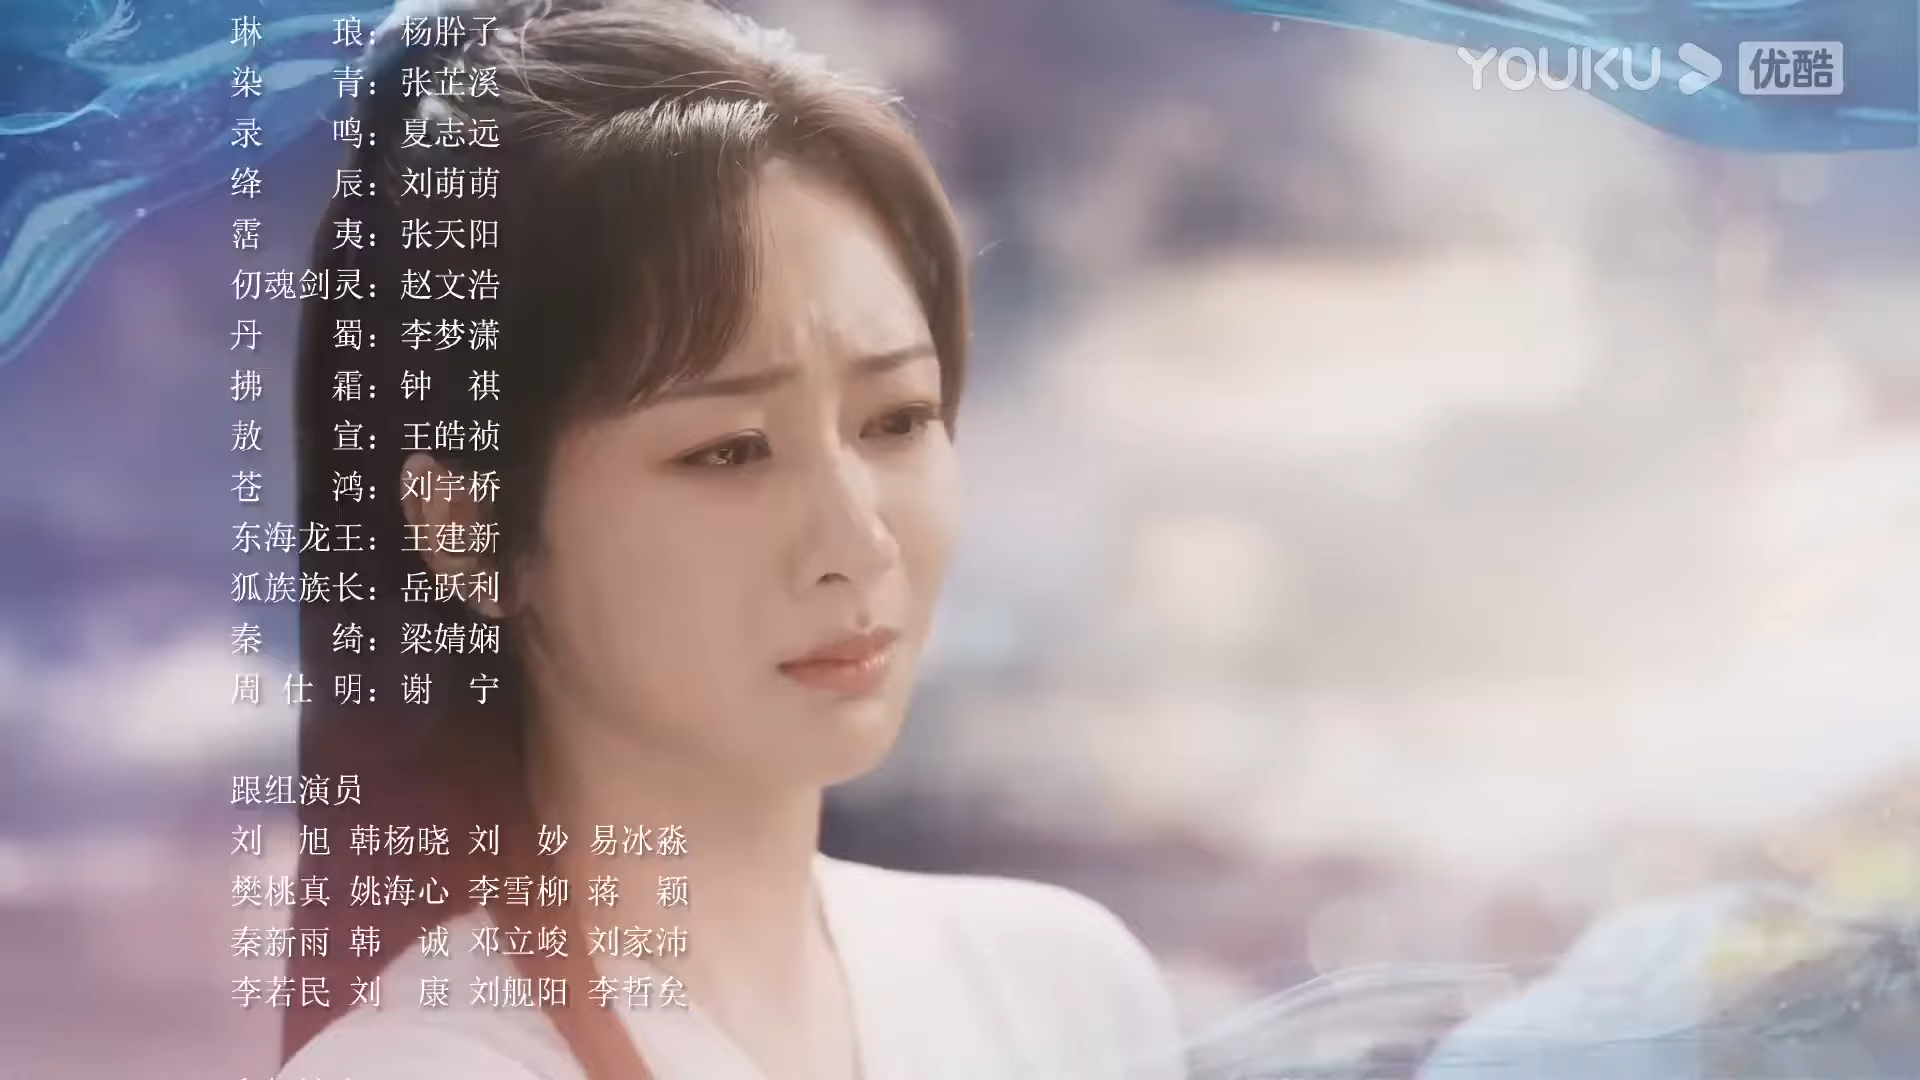 琳琅：杨肸子
YOUKU 优酷
染青：张芷溪
录鸣：夏志远
绛辰：刘萌萌
霑夷：张天阳
仞魂剑灵：赵文浩
丹蜀：李梦潇
拂霜：钟祺
敖宣：王皓祯
苍鸿：刘宇桥
东海龙王：王建新
狐族族长：岳跃利
秦绮：梁婧娴
周仕明：谢宁
跟组演员
刘旭 韩杨晓 刘妙 易冰淼
樊桃真 姚海心 李雪柳 蒋颖
秦新雨 韩诚 邓立峻 刘家沛
李若民 刘康 刘舰阳 李哲矣